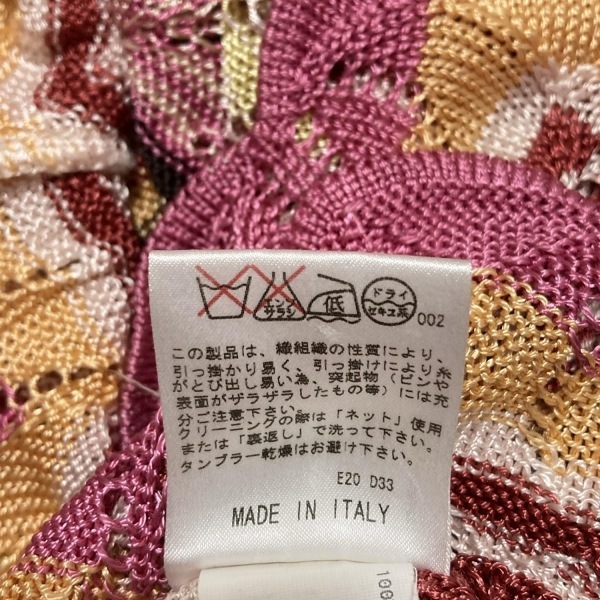 エンソ
サラシ
低
ドライ
セキユ系
002
この製品は、繊組織の性質により、
引っ掛かり易く、引っ掛けにより糸
がとび出し易い為、突起物(ピンや
表面がザラザラしたもの等)には充
分ご注意下さい。
クリーニングの際は「ネット」使用
または「裏返し」で洗って下さい。
タンブラー乾燥はお避け下さい。
E20 D33
MADE IN ITALY
100